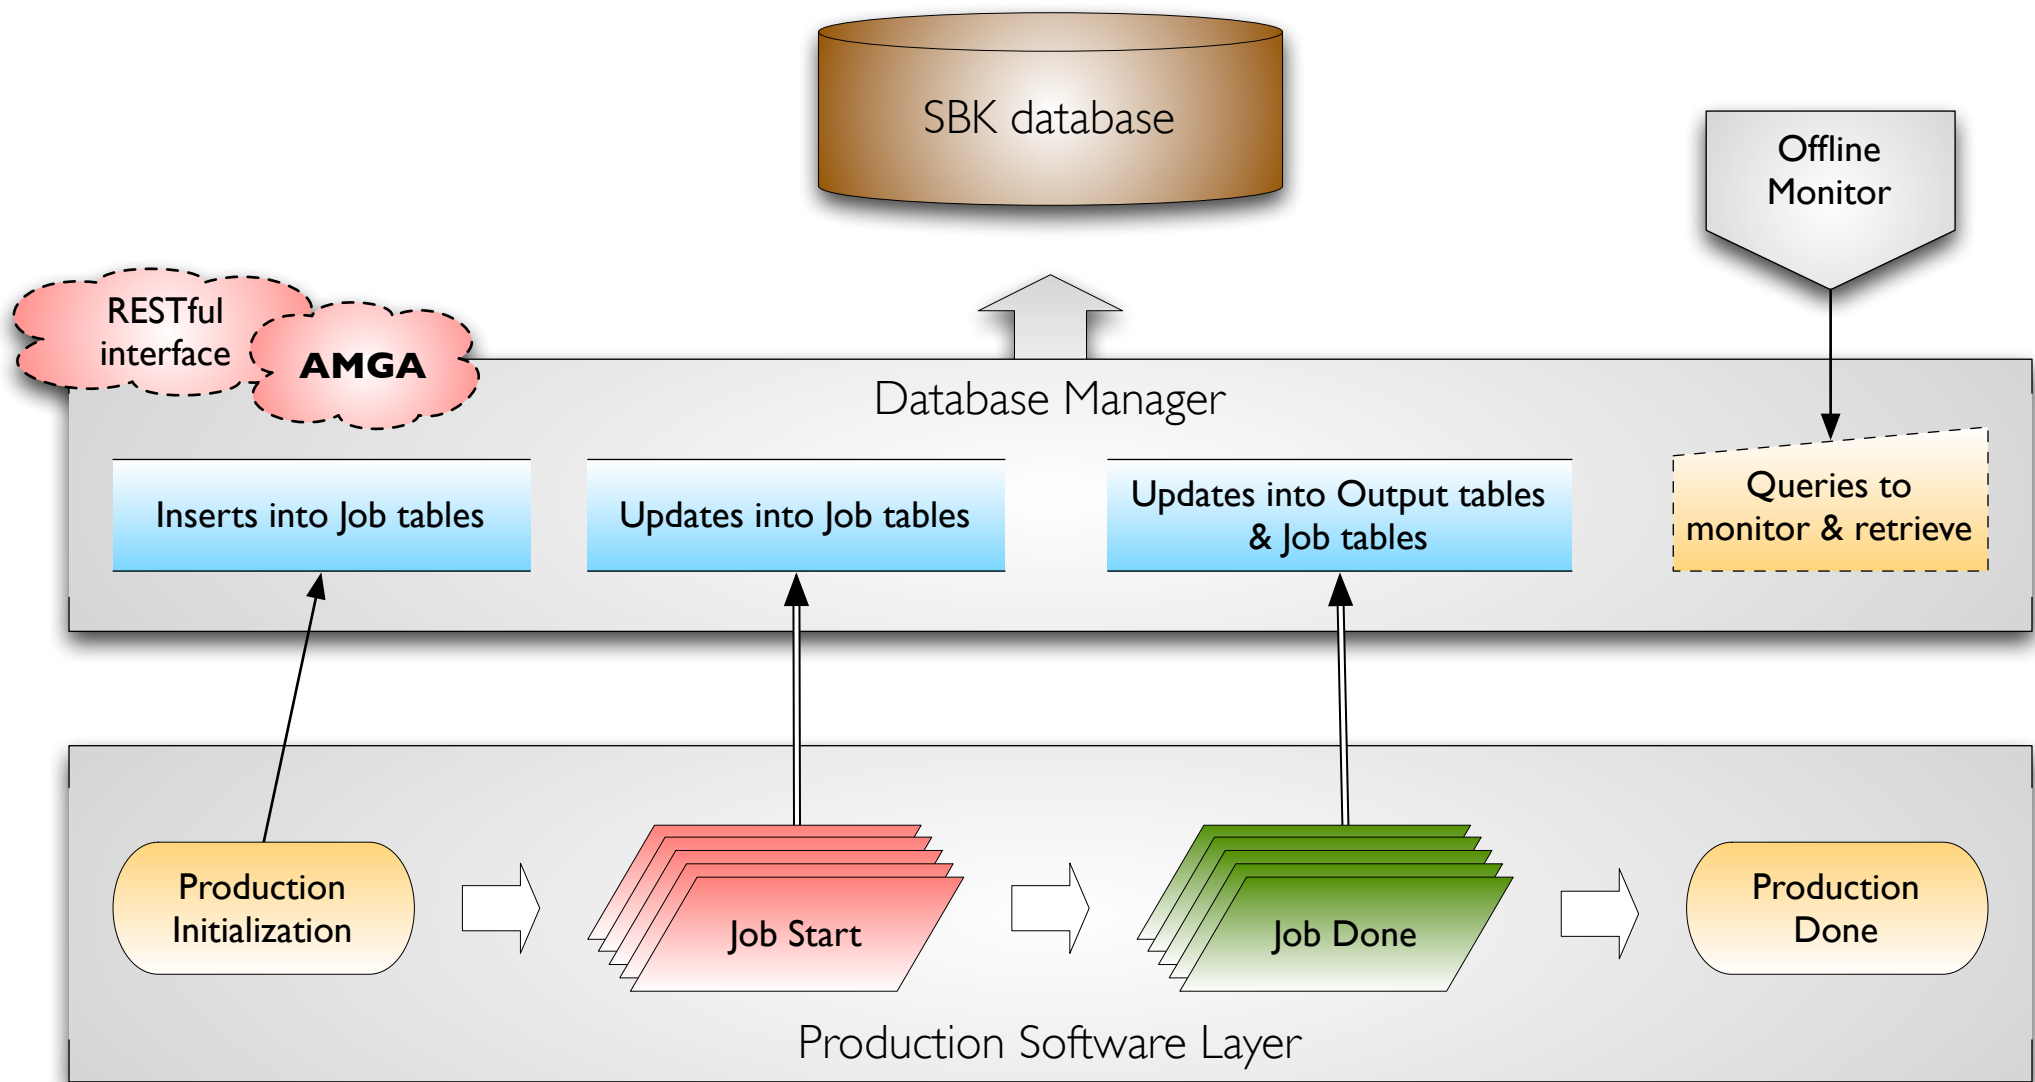 SBK database
Offline
Monitor
RESTful
interface
AMGA
Database Manager
Inserts into Job tables
Updates into Job tables
Updates into Output tables
& Job tables
Queries to
monitor & retrieve
Production
Initialization
Job Start
Job Done
Production
Done
Production Software Layer